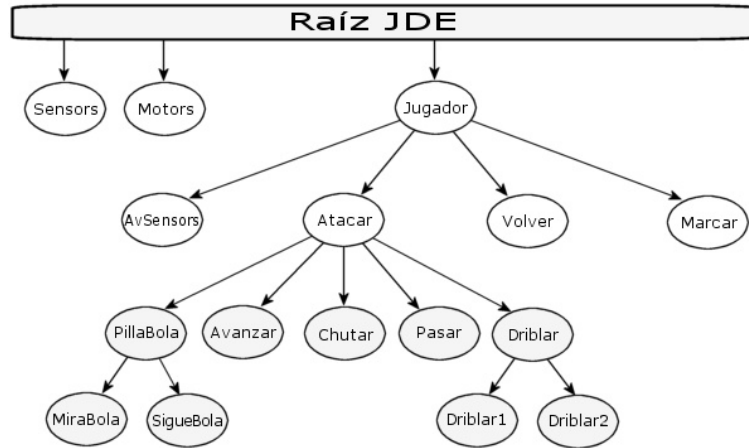 Raíz JDE
Sensors
Motors
Jugador
AvSensors
Atacar
Volver
Marcar
PillaBola
Avanzar
Chutar
Pasar
Driblar
MiraBola
SigueBola
Driblar1
Driblar2